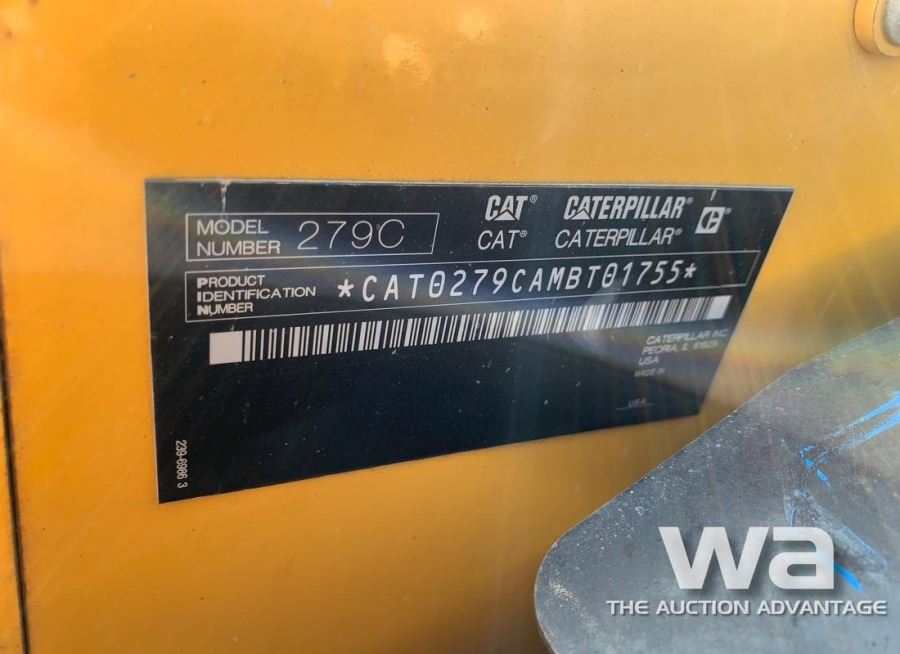 CAT® CATERPILLAR® C®
MODEL NUMBER 279C CAT® CATERPILLAR®
PRODUCT IDENTIFICATION NUMBER *CAT0279CAMBT01755*
CATERPILLAR INC.
PEORIA, IL 61629
USA
MADE IN
USA
239-6986 3
wa
THE AUCTION ADVANTAGE